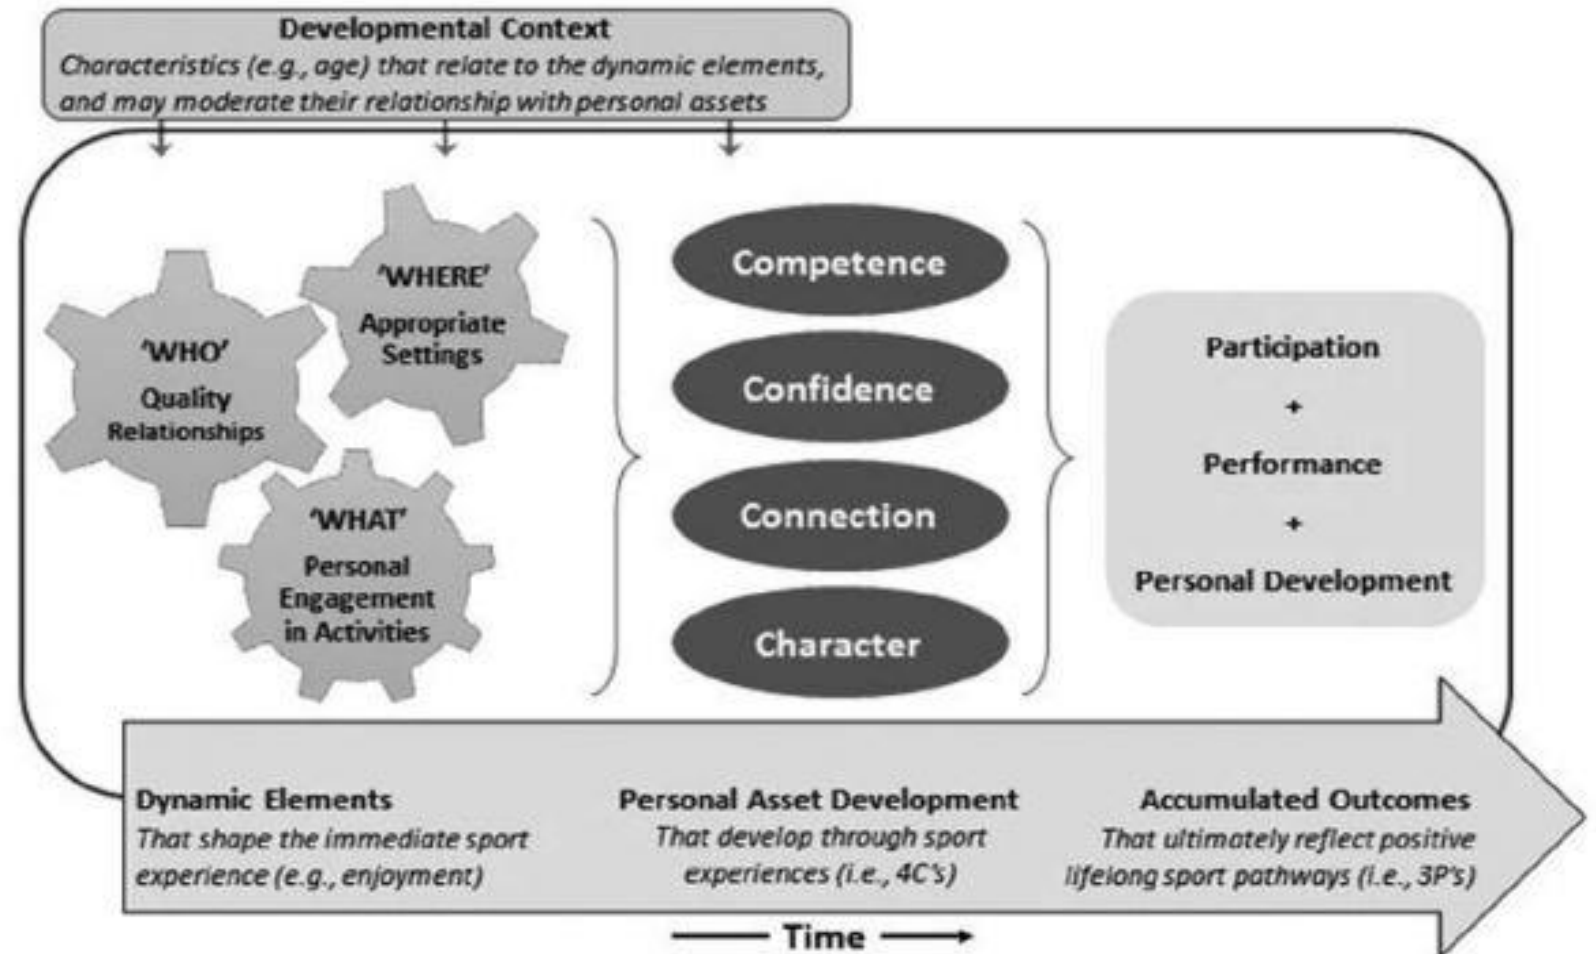 Developmental Context
Characteristics (e.g., age) that relate to the dynamic elements,
and may moderate their relationship with personal assets
‘WHO’
Quality
Relationships
‘WHERE’
Appropriate
Settings
‘WHAT’
Personal
Engagement
in Activities
Competence
Confidence
Connection
Character
Participation
+
Performance
+
Personal Development
Dynamic Elements
That shape the immediate sport
experience (e.g., enjoyment)
Personal Asset Development
That develop through sport
experiences (i.e., 4C's)
Accumulated Outcomes
That ultimately reflect positive
lifelong sport pathways (i.e., 3P's)
Time